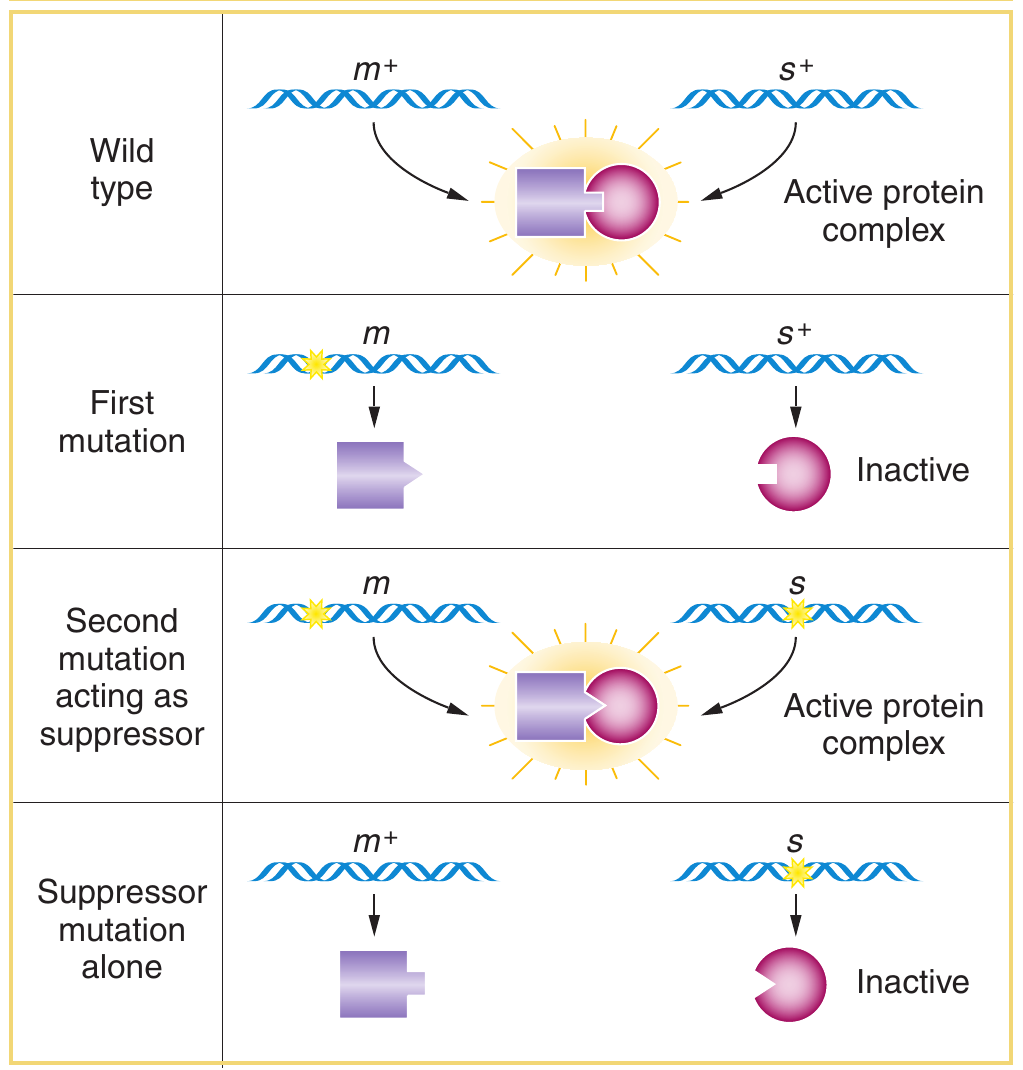 m+
s+
Wild
type
Active protein
complex
m
s+
First
mutation
Inactive
m
s
Second
mutation
acting as
suppressor
Active protein
complex
m+
s
Suppressor
mutation
alone
Inactive